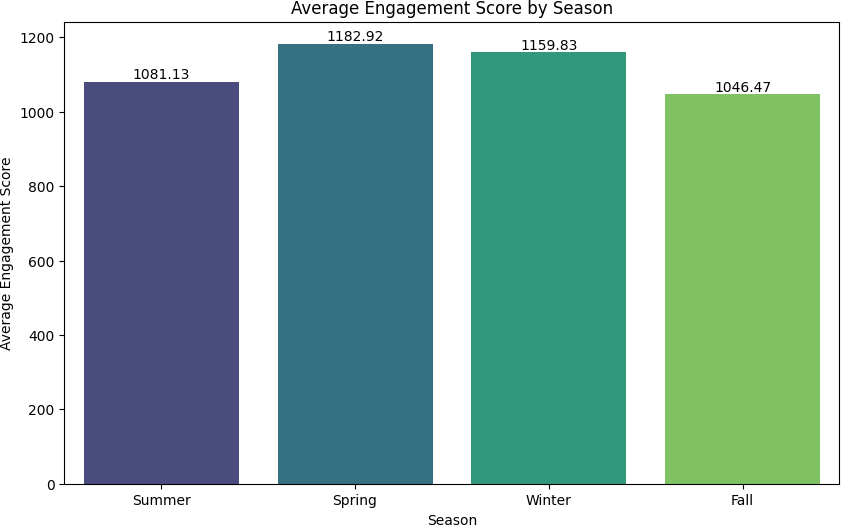 Average Engagement Score by Season
Average Engagement Score
1200
1000
800
600
400
200
0
1081.13
1182.92
1159.83
1046.47
Summer
Spring
Winter
Fall
Season